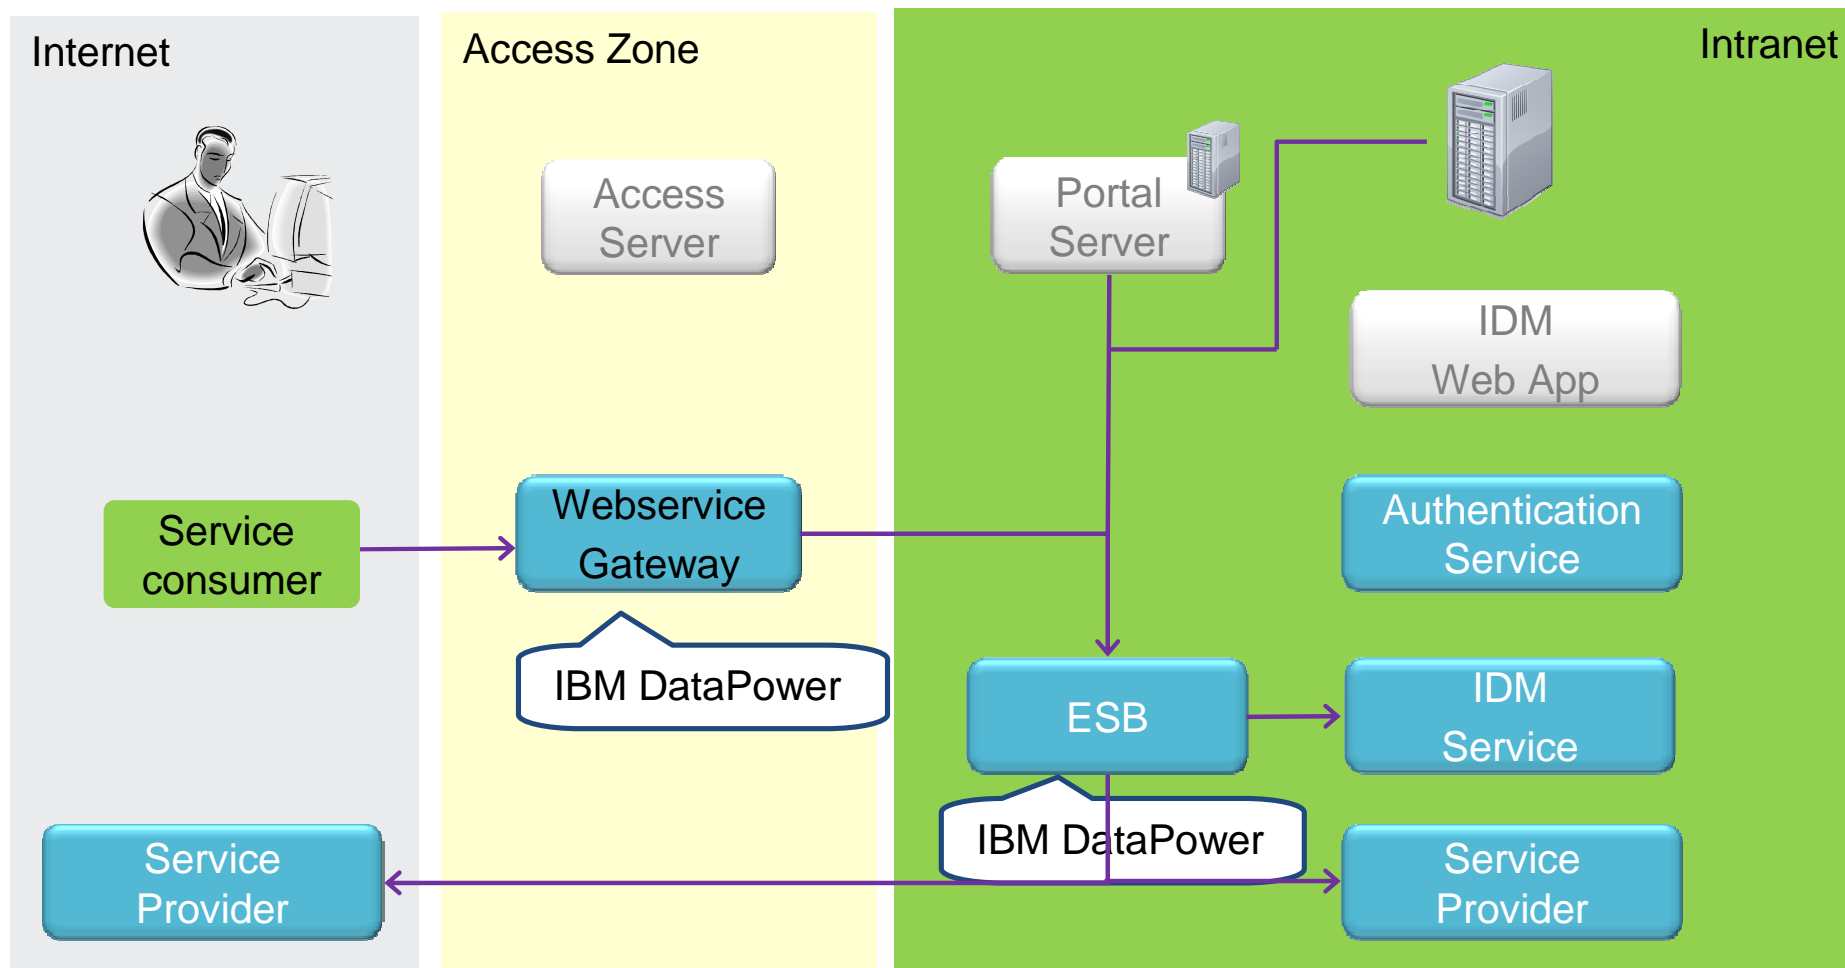 Internet
Access Zone
Intranet
Access
Server
Portal
Server
IDM
Web App
Service
consumer
Webservice
Gateway
Authentication
Service
IBM DataPower
ESB
IDM
Service
IBM DataPower
Service
Provider
Service
Provider